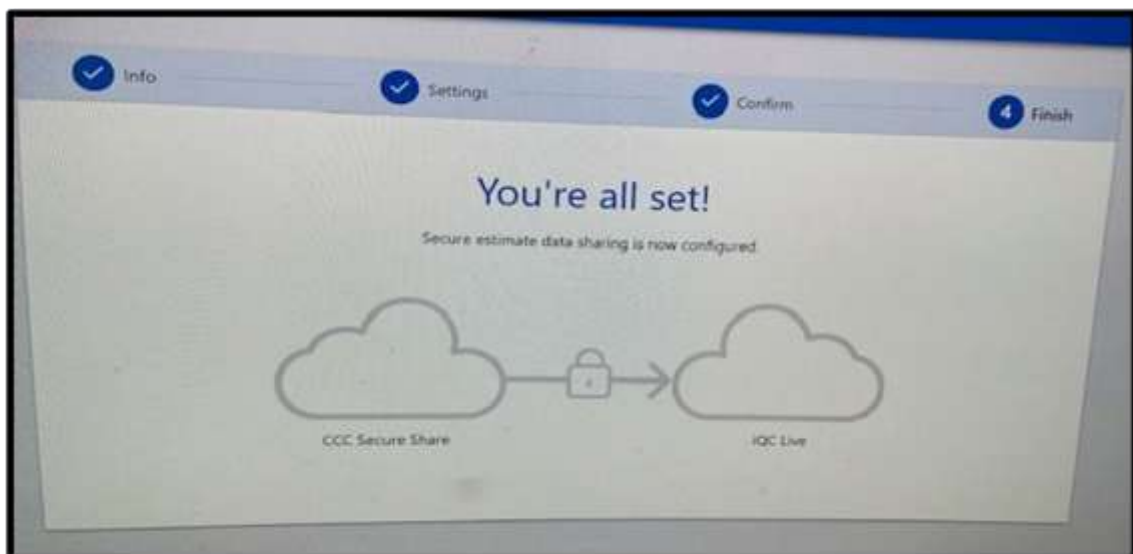 Info
Settings
Confirm
4 Finish
You're all set!
Secure estimate data sharing is now configured
CCC Secure Share
iQC Live